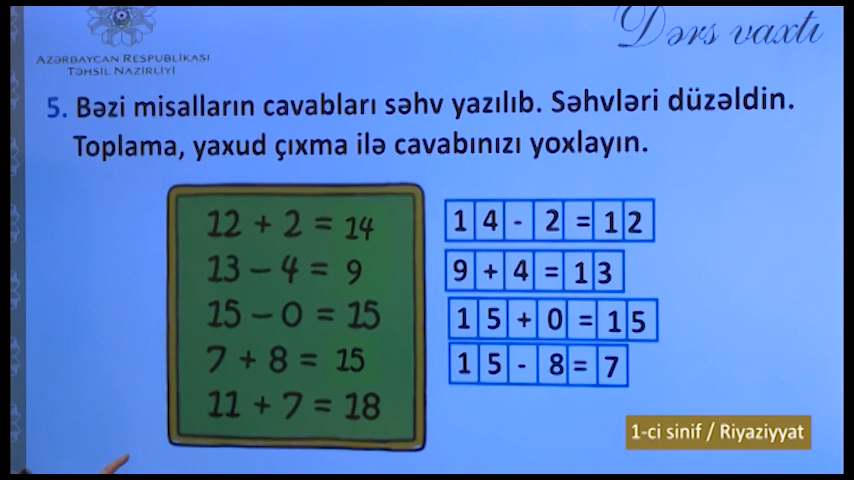 AZƏRBAYCAN RESPUBLİKASI
TƏHSİL NAZİRLİYİ
Dərs vaxtı
5. Bəzi misalların cavabları səhv yazılıb. Səhvləri düzəldin.
Toplama, yaxud çıxma ilə cavabınızı yoxlayın.
12 + 2 = 14
14 - 2 = 12
13 – 4 = 9
9 + 4 = 13
15 – 0 = 15
15 + 0 = 15
7 + 8 = 15
15 - 8 = 7
11 + 7 = 18
1-ci sinif / Riyaziyyat